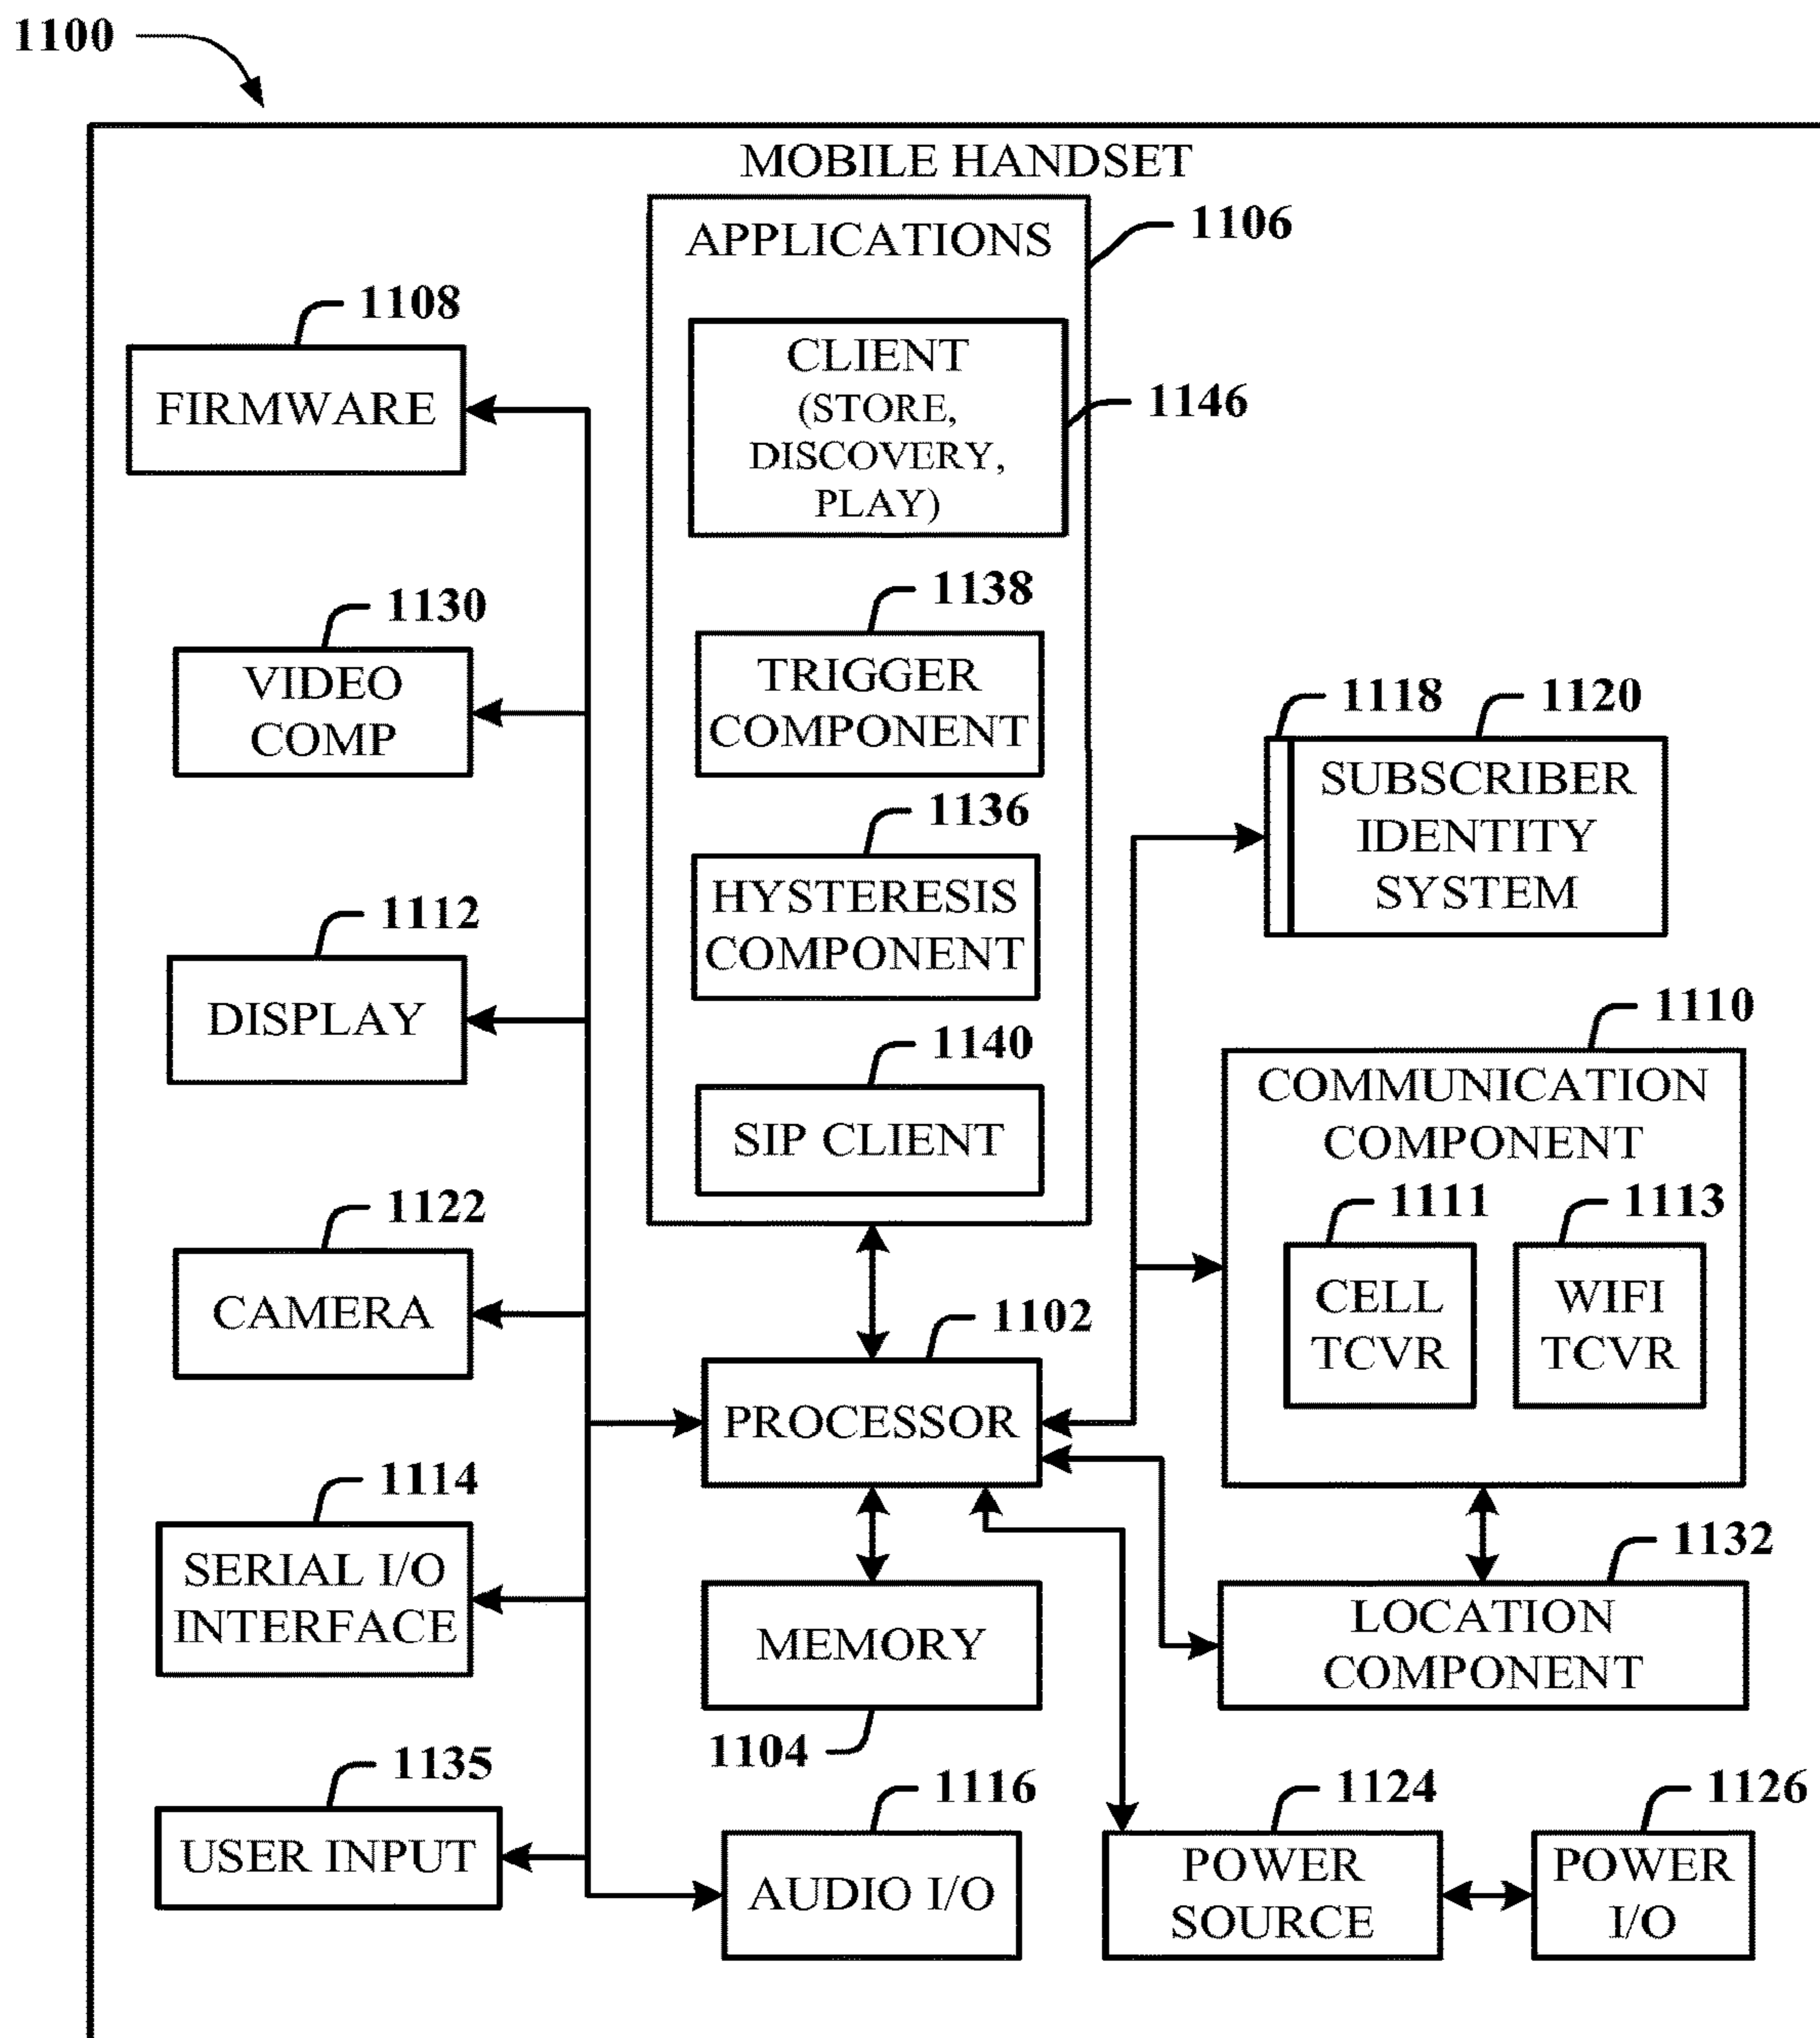 1100
MOBILE HANDSET
APPLICATIONS
1106
CLIENT
(STORE,
DISCOVERY,
PLAY)
1146
1138
TRIGGER
COMPONENT
1136
HYSTERESIS
COMPONENT
1140
SIP CLIENT
1108
FIRMWARE
1130
VIDEO
COMP
1112
DISPLAY
1122
CAMERA
1114
SERIAL I/O
INTERFACE
1135
USER INPUT
1102
PROCESSOR
MEMORY
1104
1116
AUDIO I/O
1118
1120
SUBSCRIBER
IDENTITY
SYSTEM
1110
COMMUNICATION
COMPONENT
1111
CELL
TCVR
1113
WIFI
TCVR
1132
LOCATION
COMPONENT
1124
POWER
SOURCE
1126
POWER
I/O